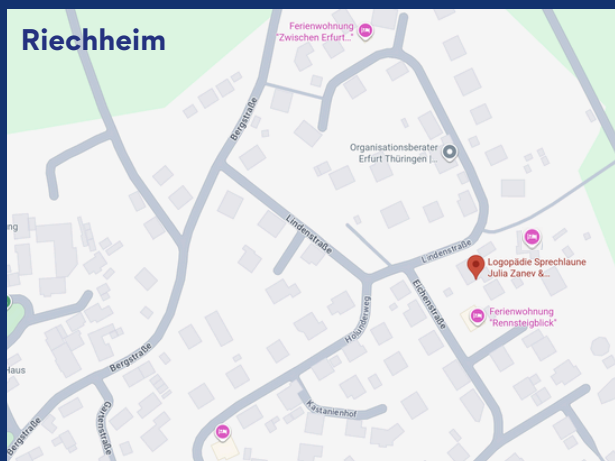 Riechheim
Ferienwohnung
"Zwischen Erfurt..."
Bergstraße
Organisationsberater
Erfurt Thüringen |...
Lindenstraße
ng
Lindenstraße
Logopädie Sprechlaune
Julia Zanev &...
Eichenstraße
Ferienwohnung
"Rennsteigblick"
Holunderweg
Bergstraße
Haus
Kastanienhof
Gartenstraße
Bergstraße